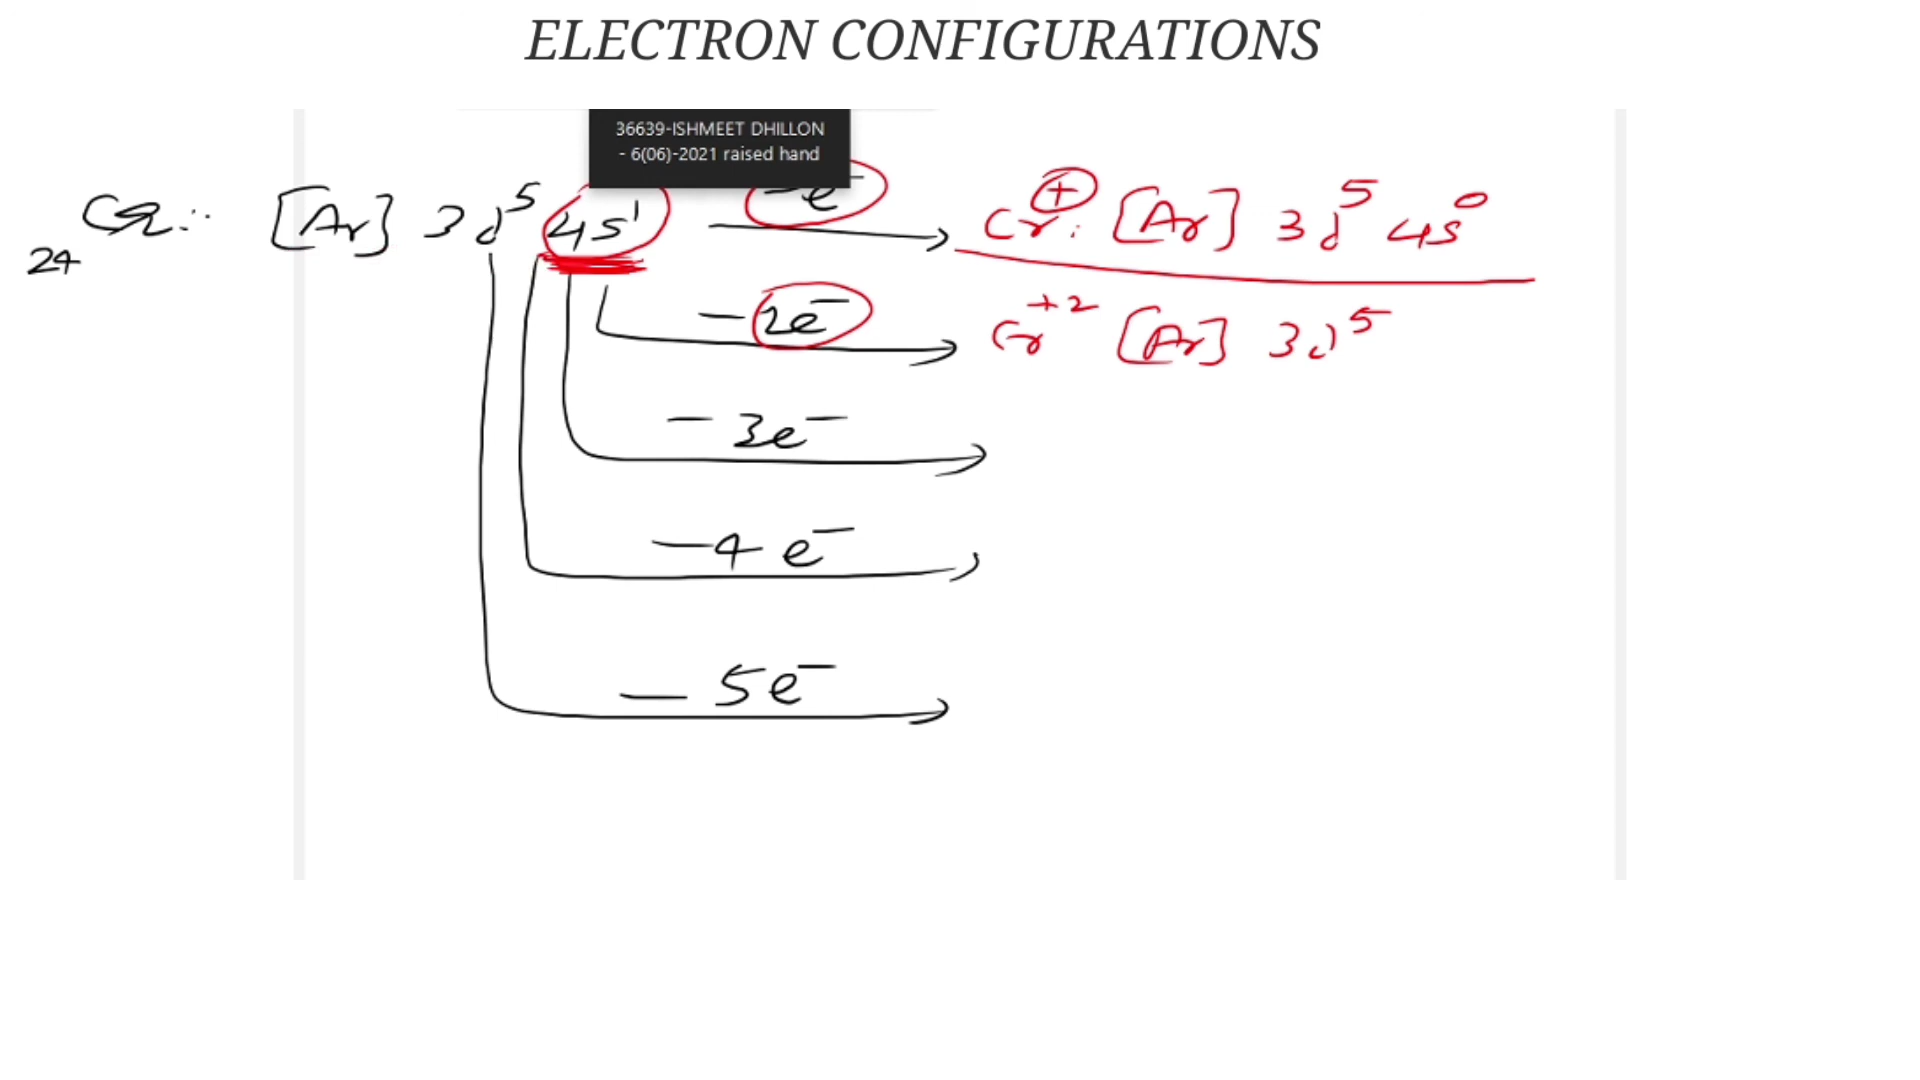 ELECTRON CONFIGURATIONS
36639-ISHMEET DHILLON
- 6(06)-2021 raised hand
24Cr: [Ar] 3d⁵ 4s¹ -e⁻ Cr⁺: [Ar] 3d⁵ 4s⁰
-2e⁻ Cr⁺² [Ar] 3d⁵
-3e⁻
-4e⁻
-5e⁻